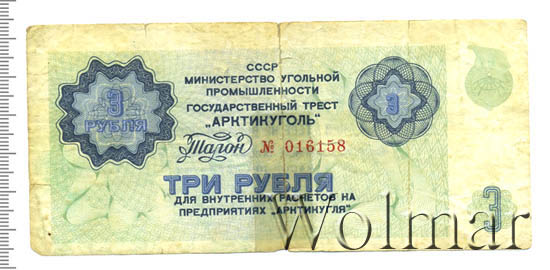 СССР
МИНИСТЕРСТВО УГОЛЬНОЙ
ПРОМЫШЛЕННОСТИ
ГОСУДАРСТВЕННЫЙ ТРЕСТ
„АРКТИКУГОЛЬ“
Талон № 016158
3
РУБЛЯ
3
ТРИ РУБЛЯ
ДЛЯ ВНУТРЕННИХ РАСЧЕТОВ НА
ПРЕДПРИЯТИЯХ „АРКТИКУГЛЯ“
3
Wolmar